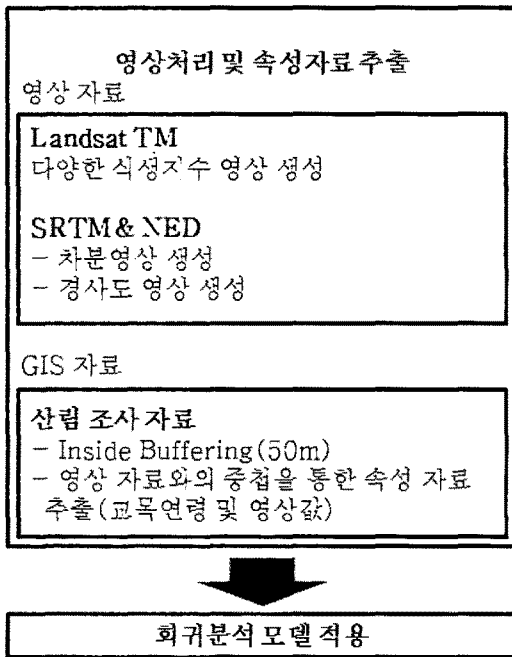 영상처리 및 속성자료 추출
영상 자료
Landsat TM
다양한 식생지수 영상 생성
SRTM & NED
- 차분영상 생성
- 경사도 영상 생성
GIS 자료
산림 조사 자료
- Inside Buffering(50m)
- 영상 자료와의 중첩을 통한 속성 자료
추출(교목연령 및 영상값)
회귀분석 모델 적용